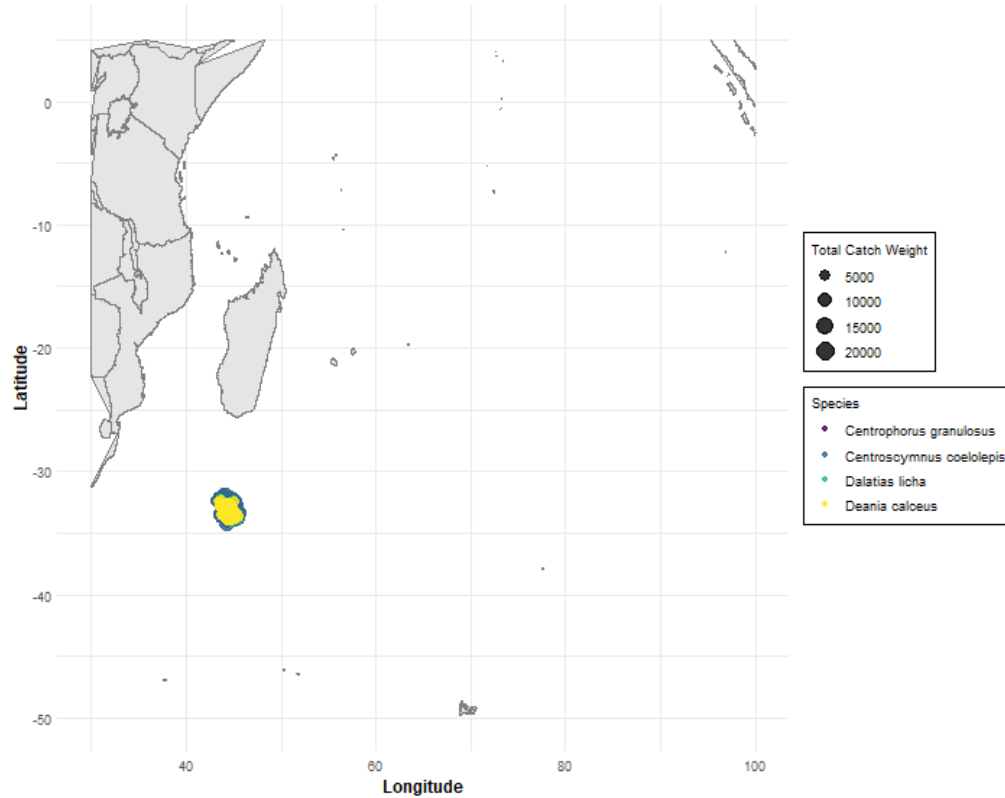 0
-10
-20
-30
-40
-50
Latitude
40
60
80
100
Longitude
Total Catch Weight
5000
10000
15000
20000
Species
Centrophorus granulosus
Centroscymnus coelolepis
Dalatias licha
Deania calceus